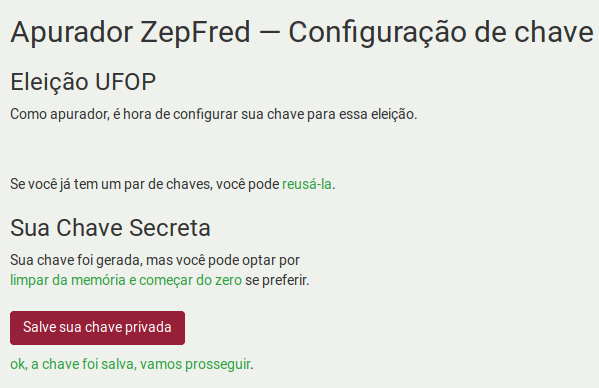 Apurador ZepFred — Configuração de chave
Eleição UFOP
Como apurador, é hora de configurar sua chave para essa eleição.
Se você já tem um par de chaves, você pode reusá-la.
Sua Chave Secreta
Sua chave foi gerada, mas você pode optar por
limpar da memória e começar do zero se preferir.
Salve sua chave privada
ok, a chave foi salva, vamos prosseguir.